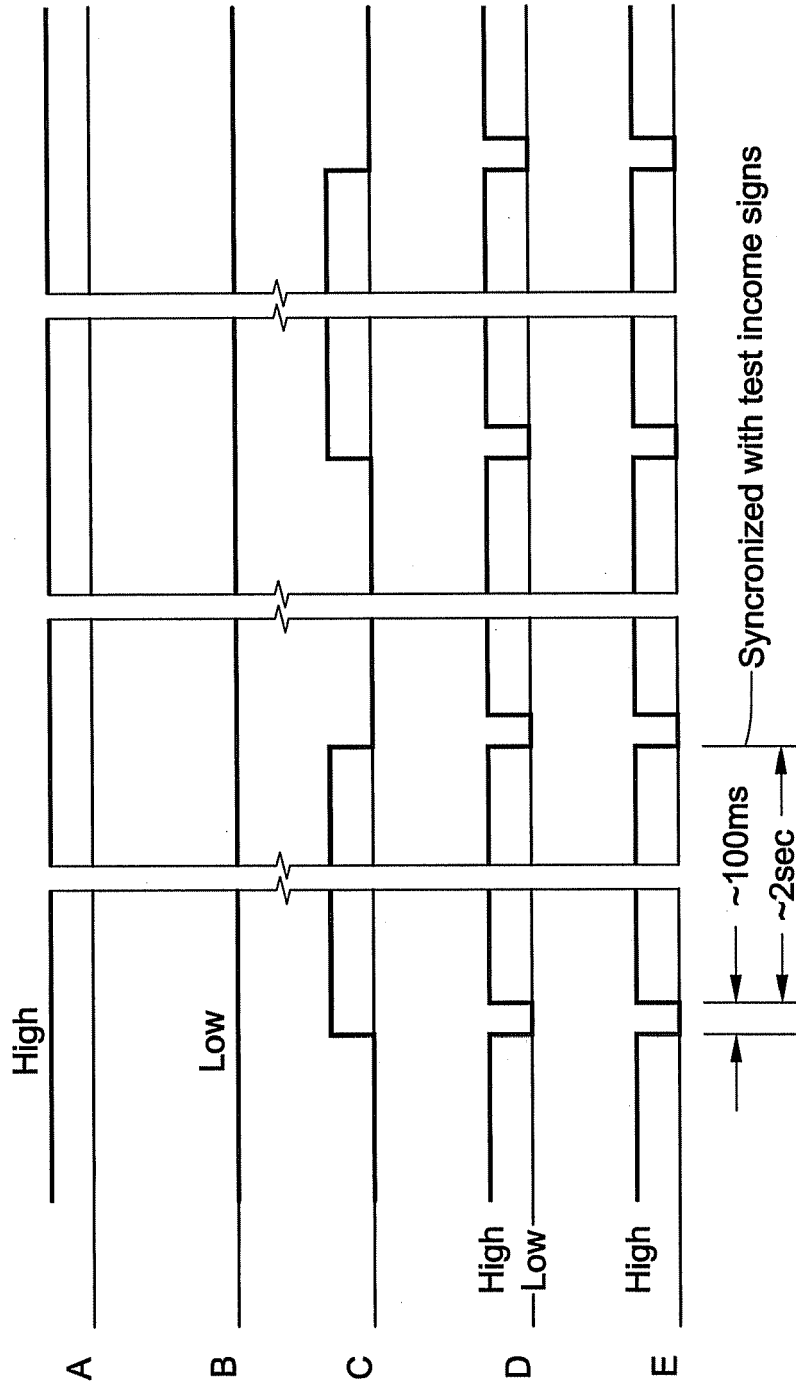 High
A
Low
B
C
High
Low
D
High
E
~100ms
~2sec
Syncronized with test income signs